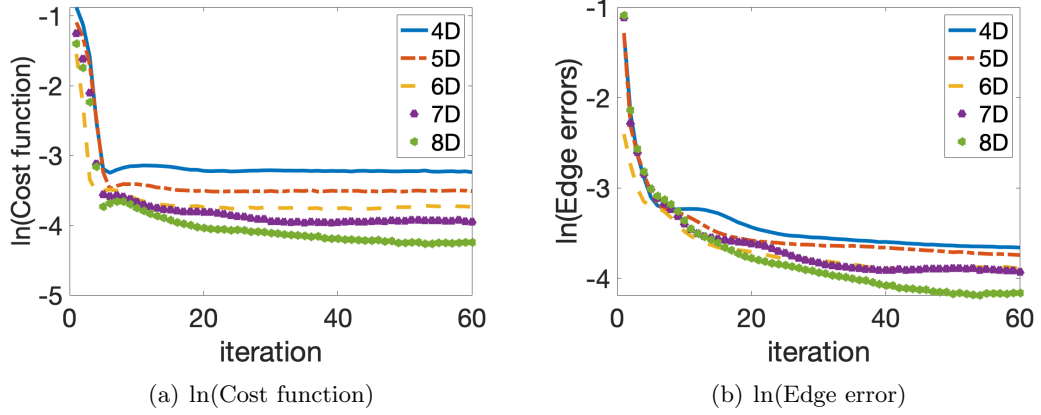 -1
-2
-3
-4
-5
ln(Cost function)
0
20
40
60
iteration
4D
5D
6D
7D
8D
(a) ln(Cost function)
-1
-2
-3
-4
ln(Edge errors)
0
20
40
60
iteration
4D
5D
6D
7D
8D
(b) ln(Edge error)